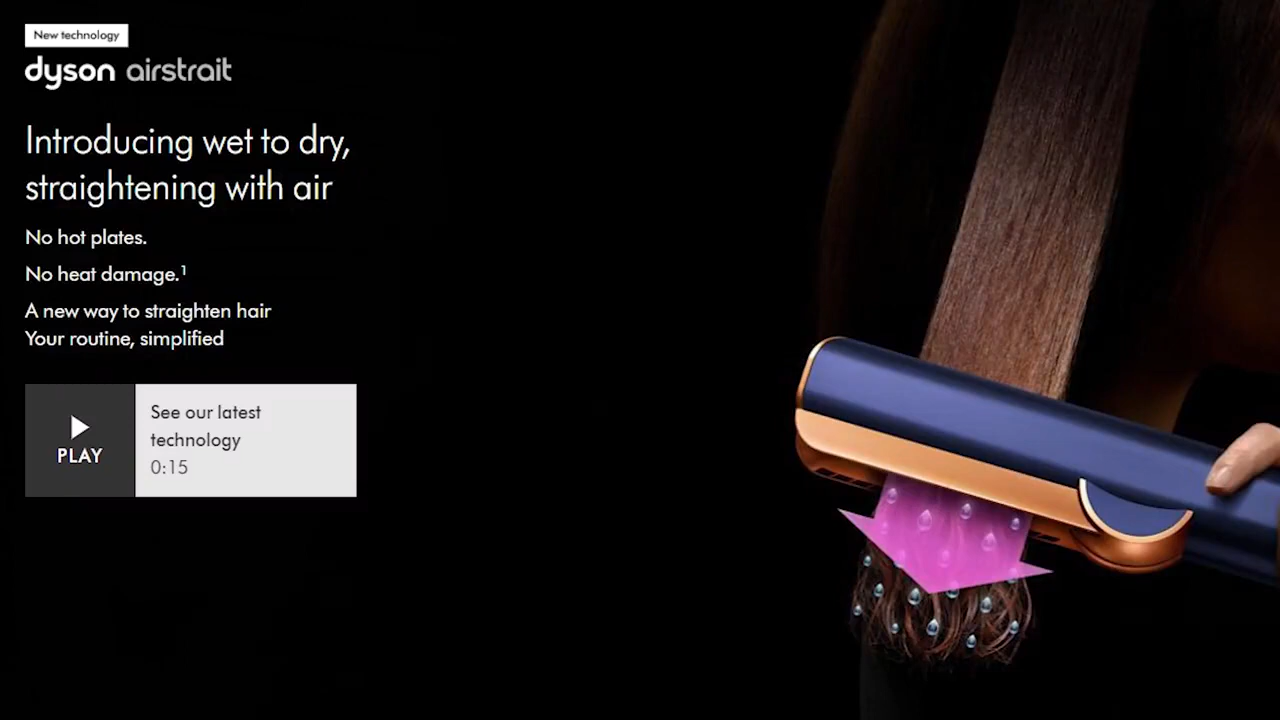 New technology
dyson airstrait
Introducing wet to dry,
straightening with air
No hot plates.
No heat damage.¹
A new way to straighten hair
Your routine, simplified
PLAY
See our latest
technology
0:15